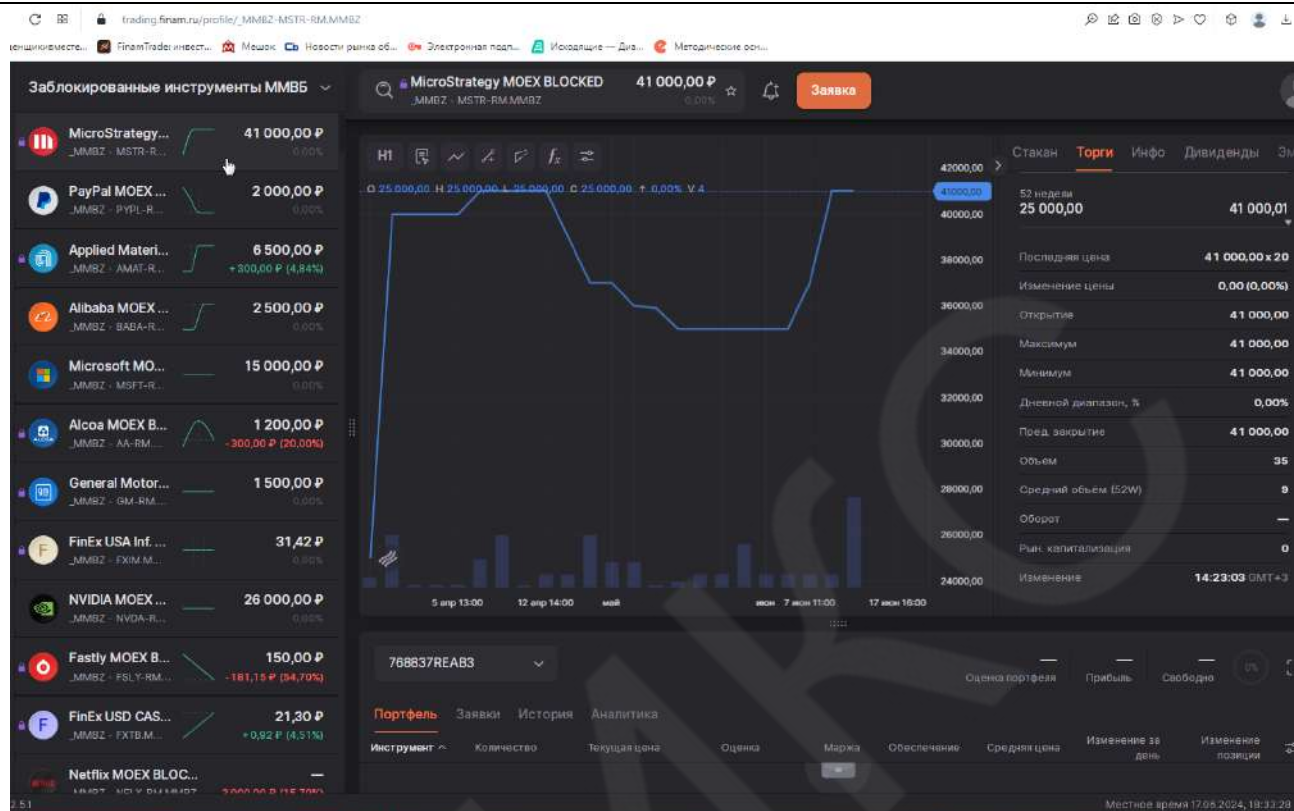 trading.finam.ru/profile/_MMBZ-MSTR-RM.MMBZ
FinamTrade: инвест... Мешок Новости рынка об... Электронная подп... Исходящие — Диа... Методические осн...
Заблокированные инструменты ММВБ
MicroStrategy MOEX BLOCKED 41 000,00 ₽
_MMBZ · MSTR-RM.MMBZ 0,00%
Заявка
MicroStrategy... 41 000,00 ₽
_MMBZ · MSTR-R... 0,00%
PayPal MOEX ... 2 000,00 ₽
_MMBZ · PYPL-R... 0,00%
Applied Materi... 6 500,00 ₽
_MMBZ · AMAT-R... +300,00 ₽ (4,84%)
Alibaba MOEX ... 2 500,00 ₽
_MMBZ · BABA-R... 0,00%
Microsoft MO... 15 000,00 ₽
_MMBZ · MSFT-R... 0,00%
Alcoa MOEX B... 1 200,00 ₽
_MMBZ · AA-RM.... -300,00 ₽ (20,00%)
General Motor... 1 500,00 ₽
_MMBZ · GM-RM.... 0,00%
FinEx USA Inf. ... 31,42 ₽
_MMBZ · FXIM.M... 0,00%
NVIDIA MOEX ... 26 000,00 ₽
_MMBZ · NVDA-R... 0,00%
Fastly MOEX B... 150,00 ₽
_MMBZ · FSLY-RM... -181,15 ₽ (54,70%)
FinEx USD CAS... 21,30 ₽
_MMBZ · FXTB.M... +0,92 ₽ (4,51%)
Netflix MOEX BLOC... —
2.51
H1
O 25 000,00 H 25 000,00 L 25 000,00 C 25 000,00 ↑ 0,00% V 4
42000,00
41000,00
40000,00
38000,00
36000,00
34000,00
32000,00
30000,00
28000,00
26000,00
24000,00
5 апр 13:00 12 апр 14:00 май июн 7 июн 11:00 17 июн 16:00
Стакан Торги Инфо Дивиденды Эм
52 недели
25 000,00 41 000,01
Последняя цена 41 000,00 x 20
Изменение цены 0,00 (0,00%)
Открытие 41 000,00
Максимум 41 000,00
Минимум 41 000,00
Дневной диапазон, % 0,00%
Пред. закрытие 41 000,00
Объем 35
Средний объём (52W) 9
Оборот —
Рын. капитализация 0
Изменение 14:23:03 GMT+3
768837REAB3
— — — 0%
Оценка портфеля Прибыль Свободно
Портфель Заявки История Аналитика
Инструмент Количество Текущая цена Оценка Маржа Обеспечение Средняя цена Изменение за день Изменение позиции
Местное время 17.06.2024, 18:33:28